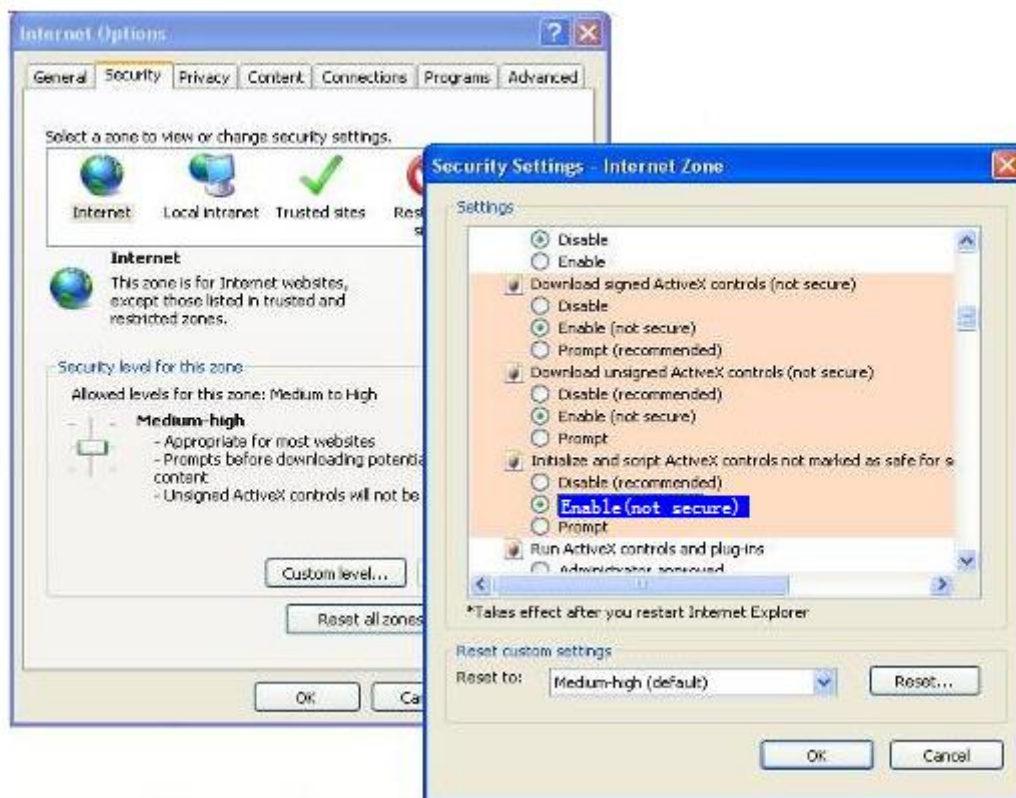 Internet Options
General Security Privacy Content Connections Programs Advanced
Select a zone to view or change security settings.
Internet Local intranet Trusted sites
Internet
This zone is for Internet websites,
except those listed in trusted and
restricted zones.
Security level for this zone
Allowed levels for this zone: Medium to High
Medium-high
- Appropriate for most websites
- Prompts before downloading
content
- Unsigned ActiveX controls will not be
Custom level...
Reset all zones
OK
Security Settings - Internet Zone
Settings
Disable
Enable
Download signed ActiveX controls (not secure)
Disable
Enable (not secure)
Prompt (recommended)
Download unsigned ActiveX controls (not secure)
Disable (recommended)
Enable (not secure)
Prompt
Initialize and script ActiveX controls not marked as safe for s
Disable (recommended)
Enable(not secure)
Prompt
Run ActiveX controls and plug-ins
Administrator approved
*Takes effect after you restart Internet Explorer
Reset custom settings
Reset to: Medium-high (default) Reset...
OK Cancel